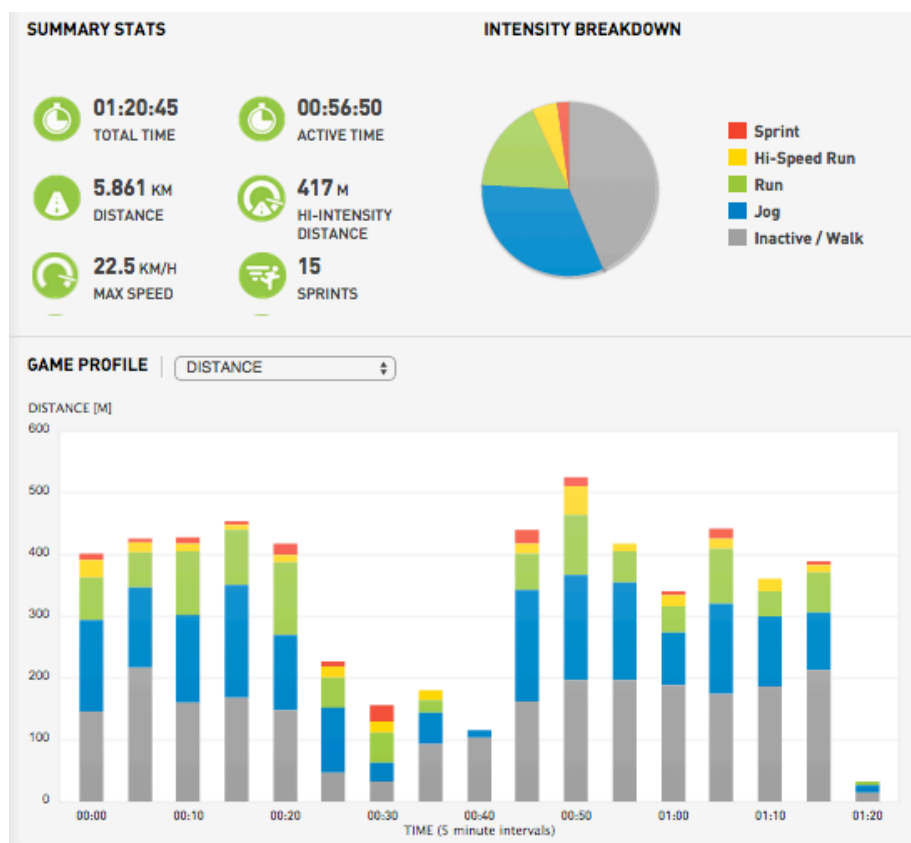 SUMMARY STATS
INTENSITY BREAKDOWN
01:20:45
TOTAL TIME
00:56:50
ACTIVE TIME
5.861 KM
DISTANCE
417 M
HI-INTENSITY
DISTANCE
22.5 KM/H
MAX SPEED
15
SPRINTS
Sprint
Hi-Speed Run
Run
Jog
Inactive / Walk
GAME PROFILE
DISTANCE
DISTANCE [M]
600
500
400
300
200
100
0
00:00 00:10 00:20 00:30 00:40 00:50 01:00 01:10 01:20
TIME (5 minute intervals)